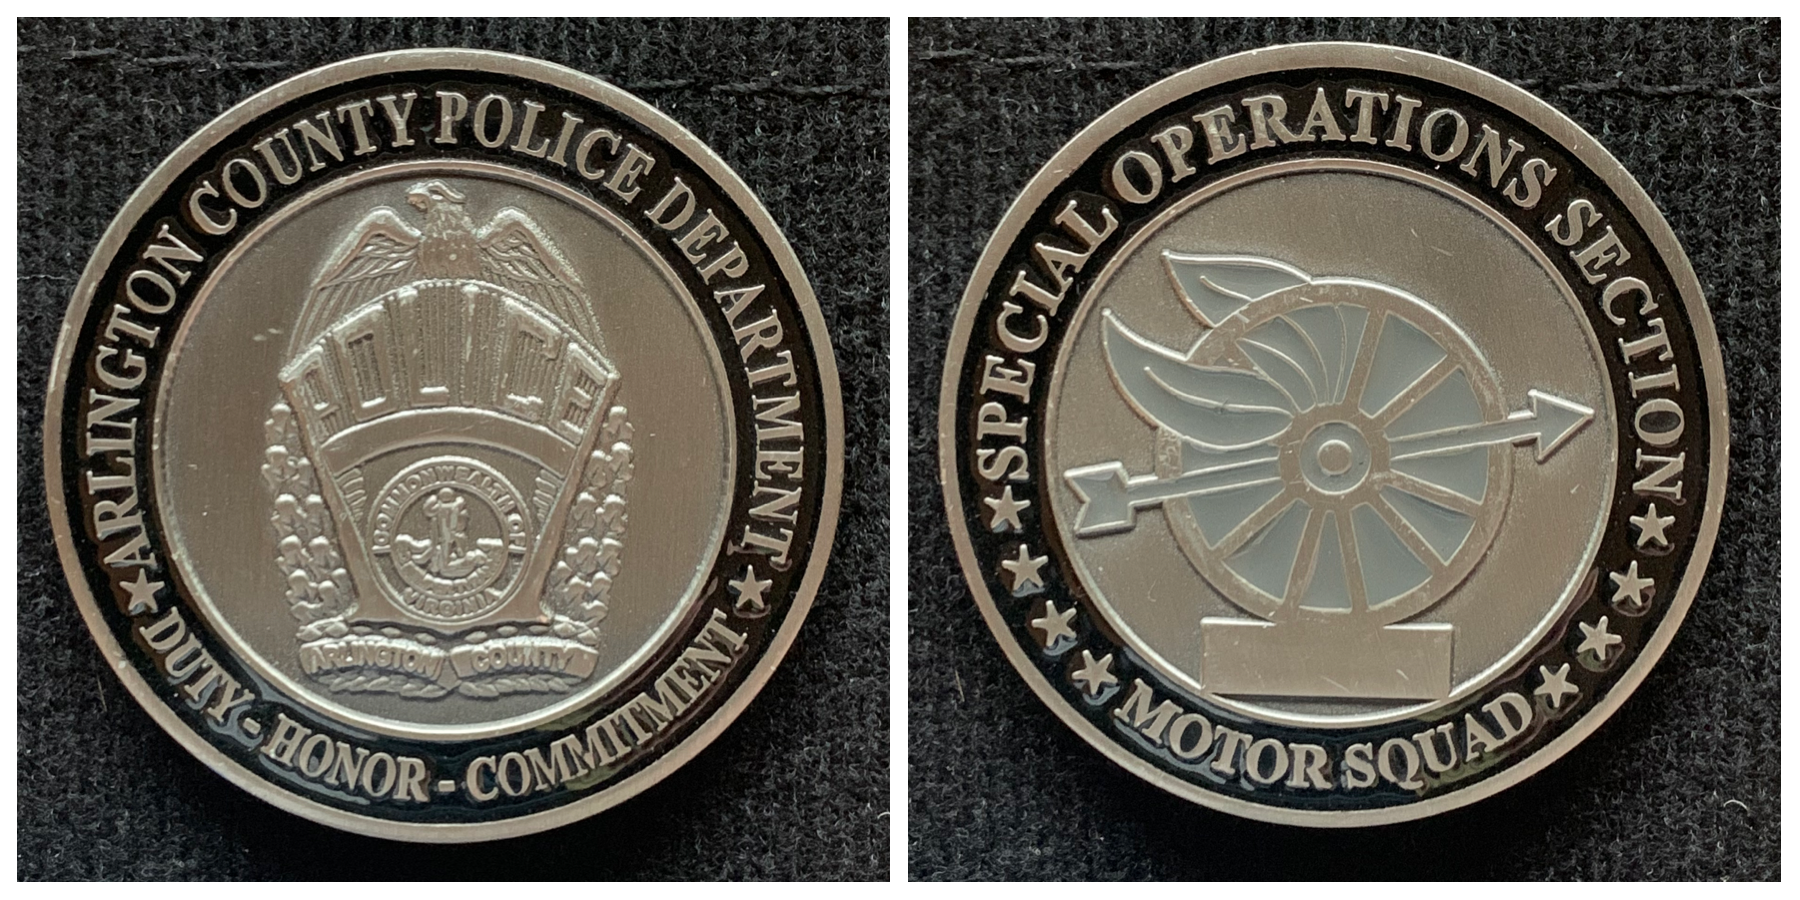 ARLINGTON COUNTY POLICE DEPARTMENT
POLICE
COMMONWEALTH OF
VIRGINIA
ARLINGTON COUNTY
DUTY - HONOR - COMMITMENT
SPECIAL OPERATIONS SECTION
MOTOR SQUAD